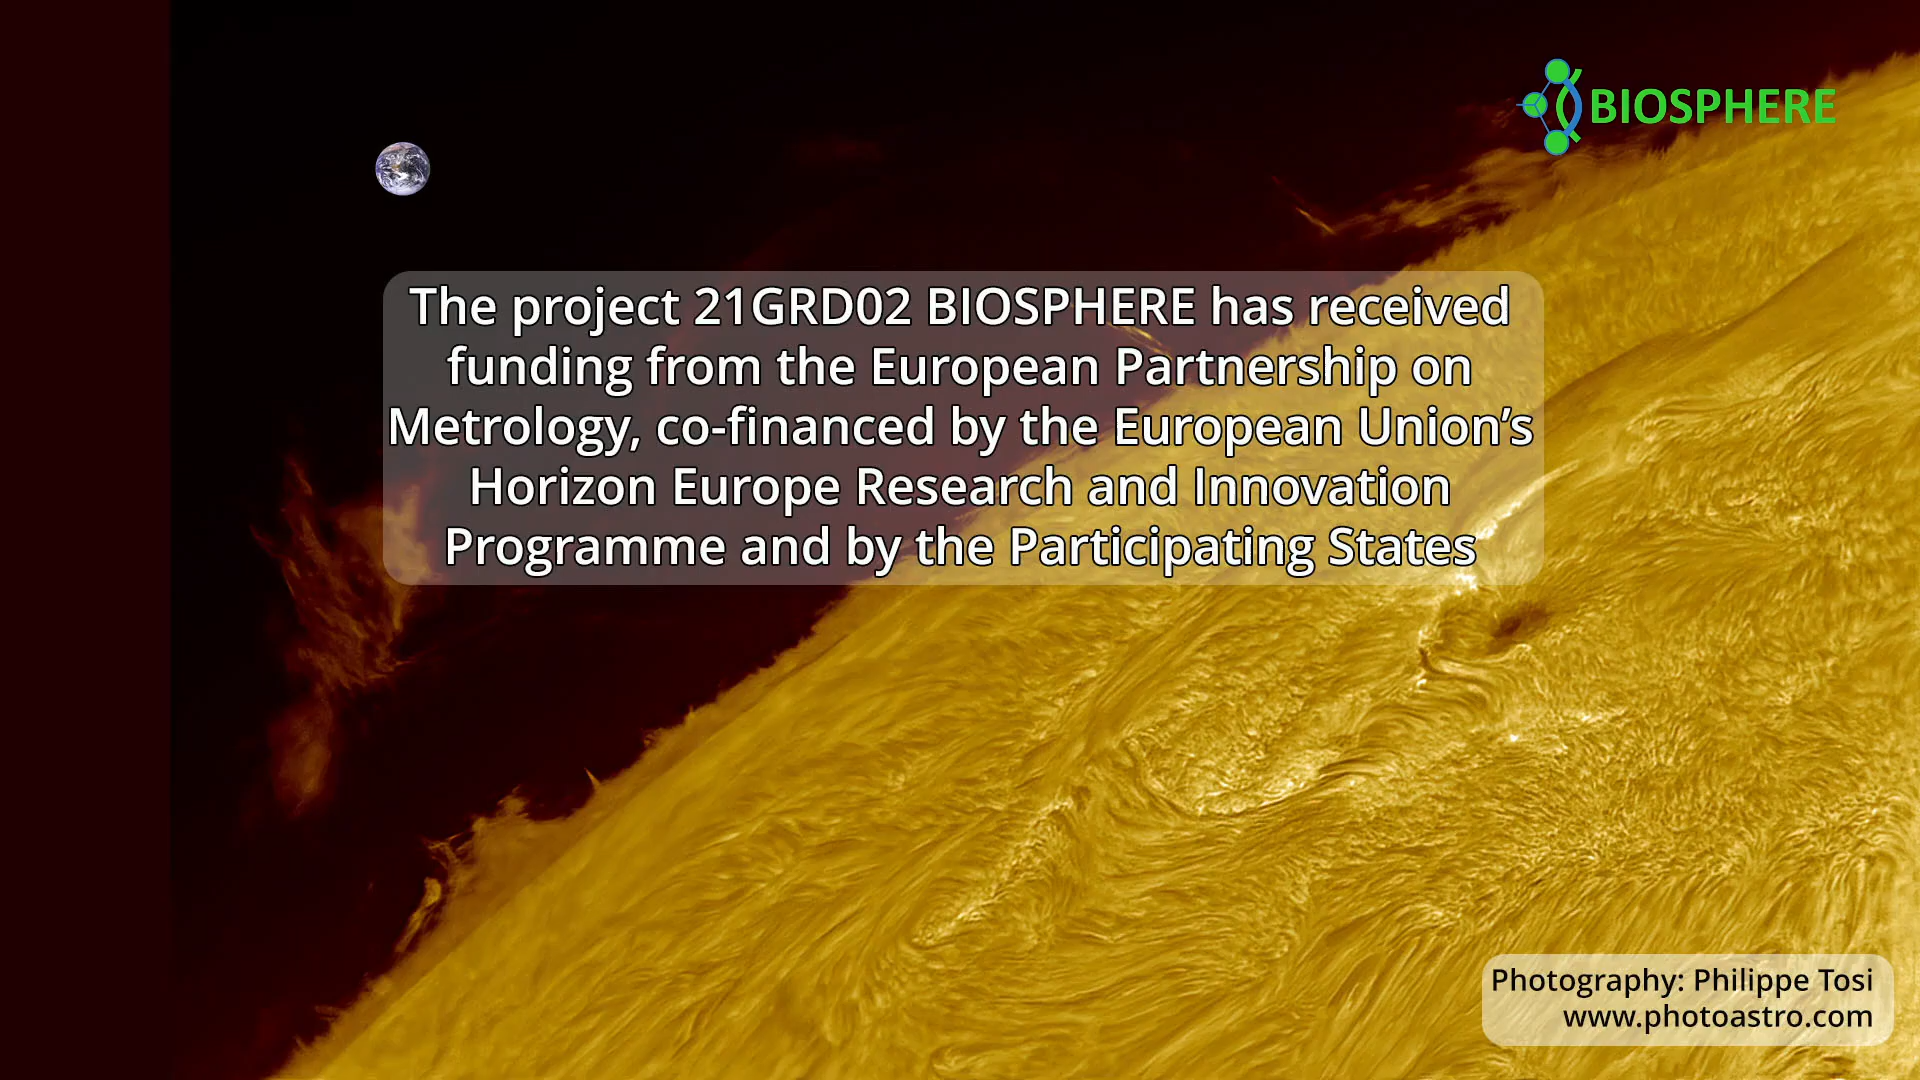 BIOSPHERE
The project 21GRD02 BIOSPHERE has received
funding from the European Partnership on
Metrology, co-financed by the European Union’s
Horizon Europe Research and Innovation
Programme and by the Participating States
Photography: Philippe Tosi
www.photoastro.com